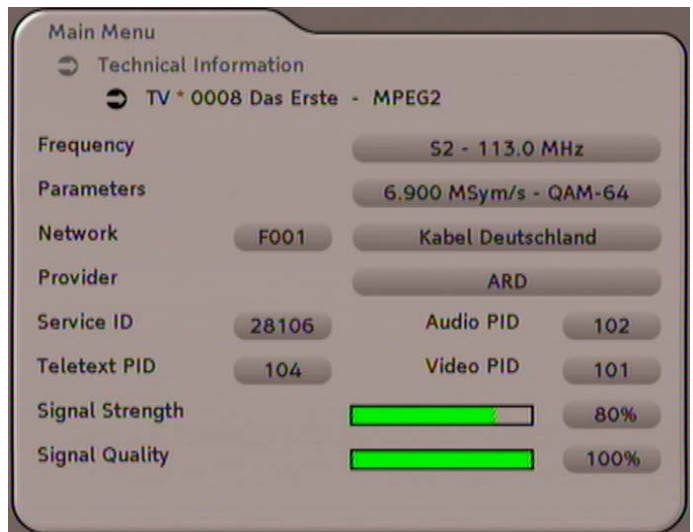 Main Menu
Technical Information
TV * 0008 Das Erste - MPEG2
Frequency S2 - 113.0 MHz
Parameters 6.900 MSym/s - QAM-64
Network F001 Kabel Deutschland
Provider ARD
Service ID 28106 Audio PID 102
Teletext PID 104 Video PID 101
Signal Strength 80%
Signal Quality 100%